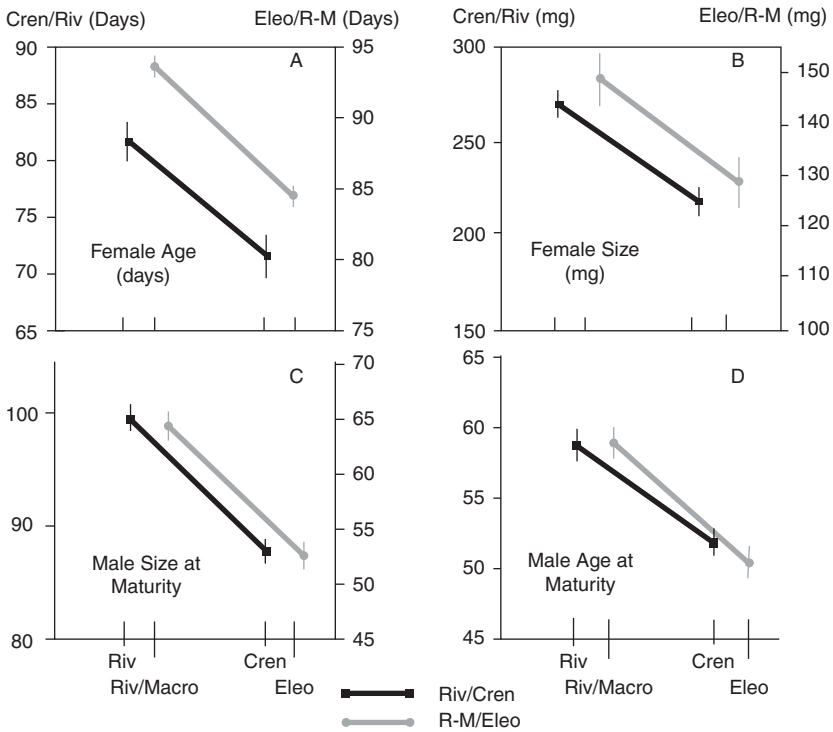 Cren/Riv (Days)
Eleo/R-M (Days)
90
85
80
75
70
65
95
90
85
80
75
A
Female Age
(days)
Cren/Riv (mg)
Eleo/R-M (mg)
300
250
200
150
150
140
130
120
110
100
B
Female Size
(mg)
100
90
80
70
65
60
55
50
45
C
Male Size at
Maturity
Riv
Cren
Riv/Macro
Eleo
65
60
55
50
45
D
Male Age at
Maturity
Riv
Cren
Riv/Macro
Eleo
Riv/Cren
R-M/Eleo